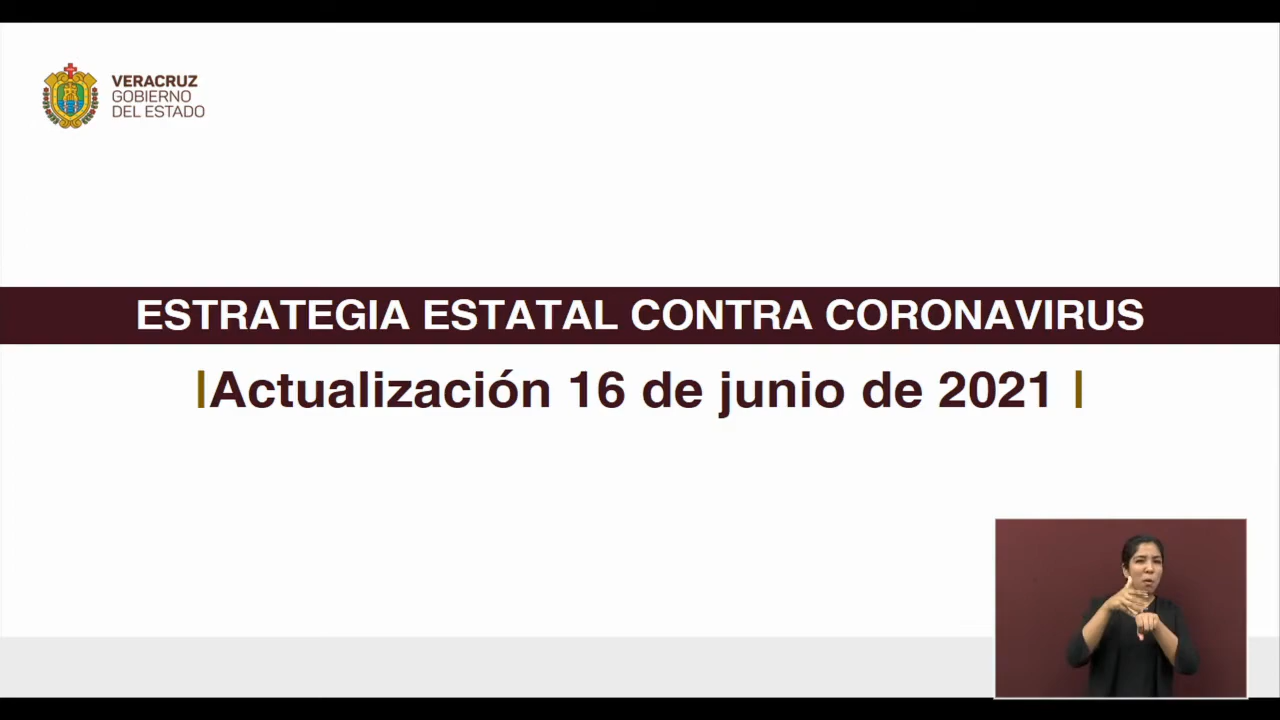 VERACRUZ
GOBIERNO
DEL ESTADO
ESTRATEGIA ESTATAL CONTRA CORONAVIRUS
|Actualización 16 de junio de 2021 |